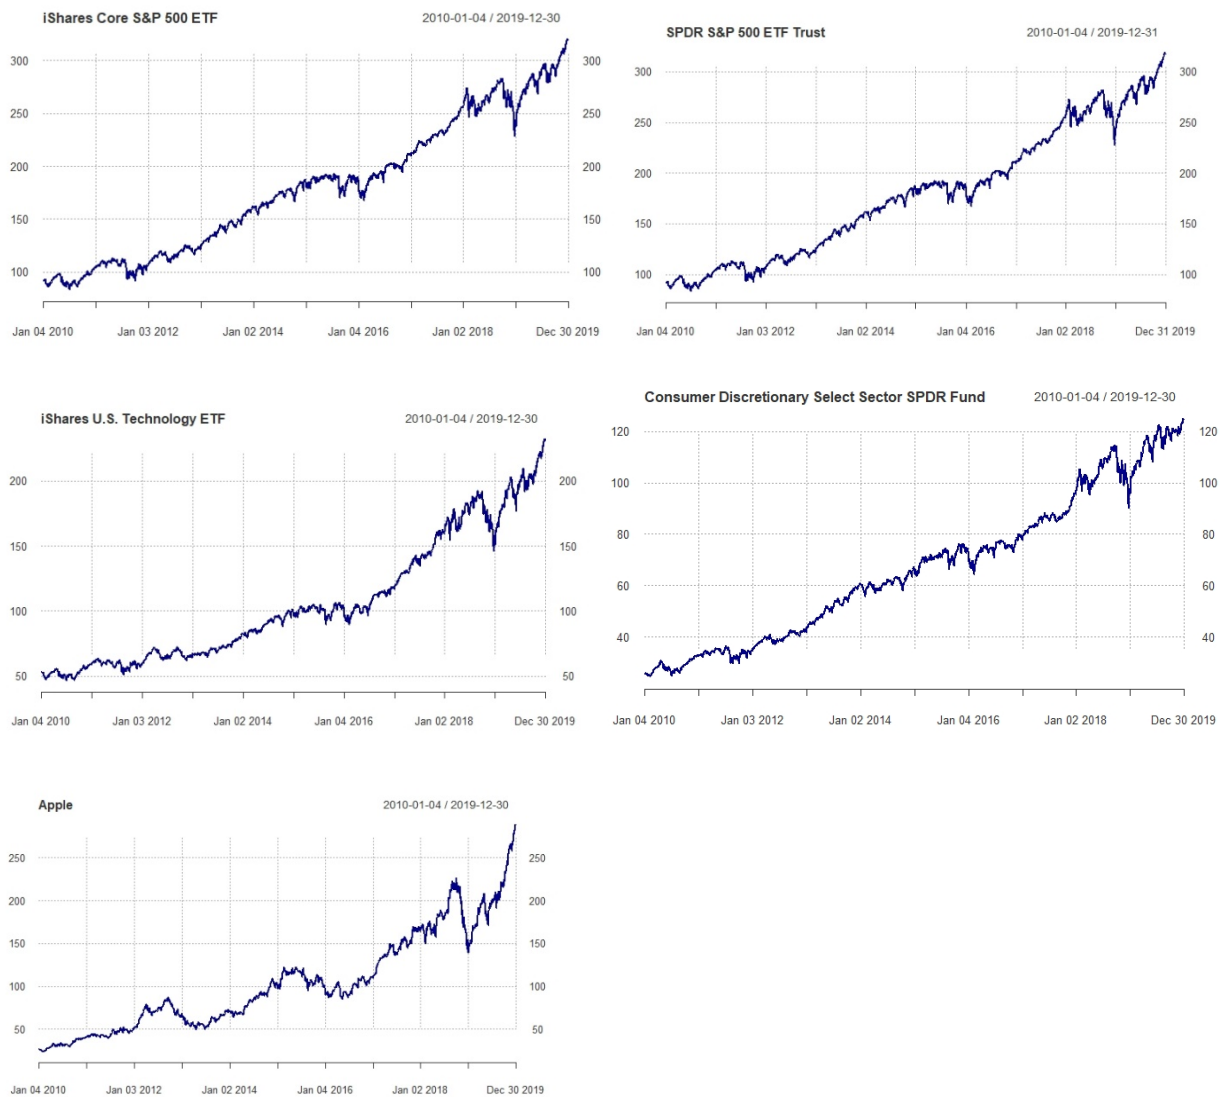 iShares Core S&P 500 ETF 2010-01-04 / 2019-12-30
300 300
250 250
200 200
150 150
100 100
Jan 04 2010 Jan 03 2012 Jan 02 2014 Jan 04 2016 Jan 02 2018 Dec 30 2019
SPDR S&P 500 ETF Trust 2010-01-04 / 2019-12-31
300 300
250 250
200 200
150 150
100 100
Jan 04 2010 Jan 03 2012 Jan 02 2014 Jan 04 2016 Jan 02 2018 Dec 31 2019
iShares U.S. Technology ETF 2010-01-04 / 2019-12-30
200 200
150 150
100 100
50 50
Jan 04 2010 Jan 03 2012 Jan 02 2014 Jan 04 2016 Jan 02 2018 Dec 30 2019
Consumer Discretionary Select Sector SPDR Fund 2010-01-04 / 2019-12-30
120 120
100 100
80 80
60 60
40 40
Jan 04 2010 Jan 03 2012 Jan 02 2014 Jan 04 2016 Jan 02 2018 Dec 30 2019
Apple 2010-01-04 / 2019-12-30
250 250
200 200
150 150
100 100
50 50
Jan 04 2010 Jan 03 2012 Jan 02 2014 Jan 04 2016 Jan 02 2018 Dec 30 2019